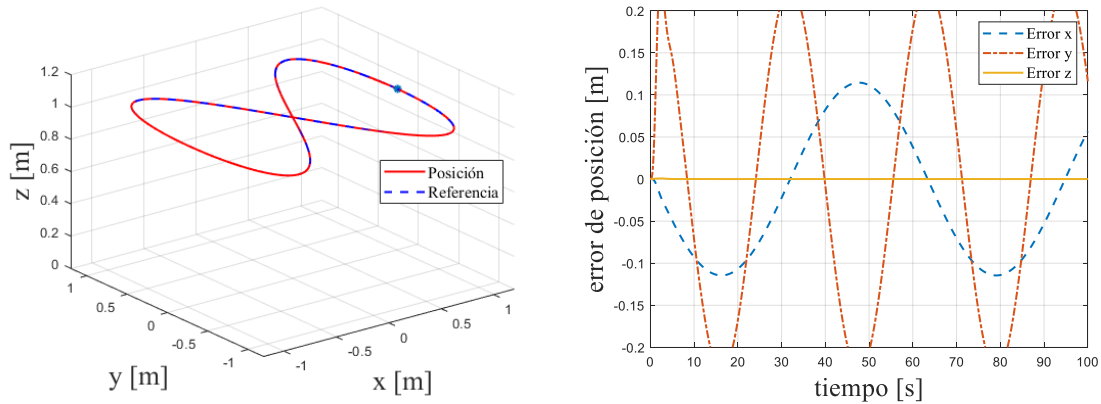 1.2
1
0.8
0.6
0.4
0.2
0
z [m]
1
0.5
0
-0.5
-1
y [m]
-1
-0.5
0
0.5
1
x [m]
Posición
Referencia
0.2
0.15
0.1
0.05
0
-0.05
-0.1
-0.15
-0.2
error de posición [m]
0 10 20 30 40 50 60 70 80 90 100
tiempo [s]
Error x
Error y
Error z